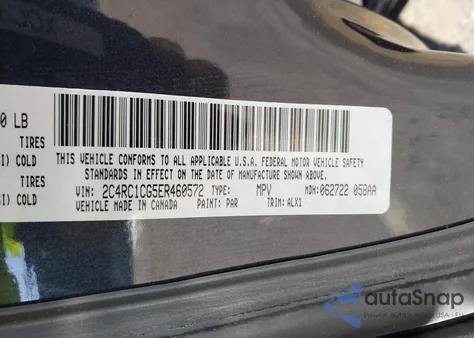 0 LB
TIRES
I) COLD
TIRES
I) COLD
THIS VEHICLE CONFORMS TO ALL APPLICABLE U.S.A. FEDERAL MOTOR VEHICLE SAFETY
STANDARDS IN EFFECT ON THE DATE OF MANUFACTURE SHOWN ABOVE.
VIN: 2C4RC1CG5ER460572 TYPE: MPV MDH: 062722 058AA
VEHICLE MADE IN CANADA PAINT: PAR TRIM: ALX1
autoSnap